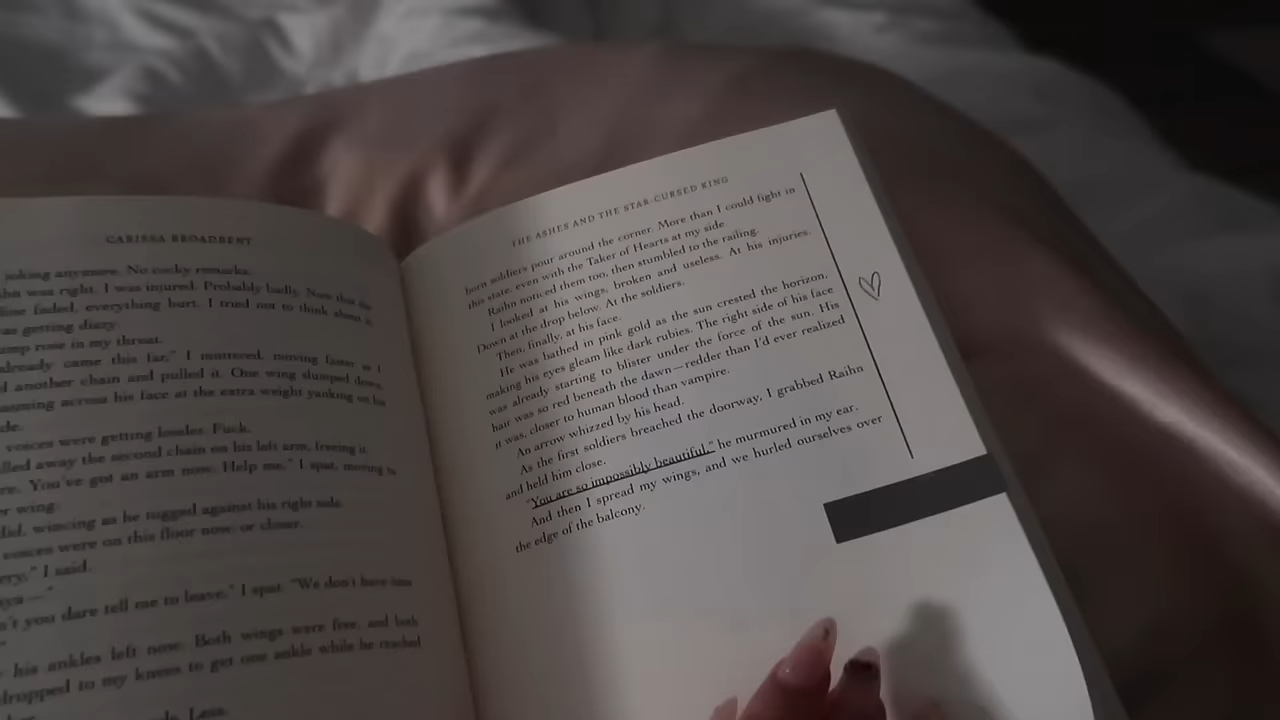 CARISSA BROADBENT
joking anymore. No cocky remarks.
was right. I was injured. Probably badly. Now that the
faded, everything hurt. I tried not to think about it,
was getting dizzy.
rose in my throat.
already came this far," I muttered, moving faster as I
another chain and pulled it. One wing slumped down,
across his face at the extra weight yanking on his
voices were getting louder. Fuck.
away the second chain on his left arm, freeing it.
You've got an arm now. Help me," I spat, moving to
wing.
did, wincing as he tugged against his right side.
voices were on this floor now, or closer.
I said.
you dare tell me to leave," I spat. "We don't have time
his ankles left now. Both wings were free, and both
dropped to my knees to get one ankle while he reached
THE ASHES AND THE STAR-CURSED KING
born soldiers pour around the corner. More than I could fight in
this state, even with the Taker of Hearts at my side.
Raihn noticed them too, then stumbled to the railing.
I looked at his wings, broken and useless. At his injuries.
Down at the drop below. At the soldiers.
Then, finally, at his face.
He was bathed in pink gold as the sun crested the horizon,
making his eyes gleam like dark rubies. The right side of his face
was already starting to blister under the force of the sun. His
hair was so red beneath the dawn—redder than I'd ever realized
it was, closer to human blood than vampire.
An arrow whizzed by his head.
As the first soldiers breached the doorway, I grabbed Raihn
and held him close.
"You are so impossibly beautiful," he murmured in my ear.
And then I spread my wings, and we hurled ourselves over
the edge of the balcony.